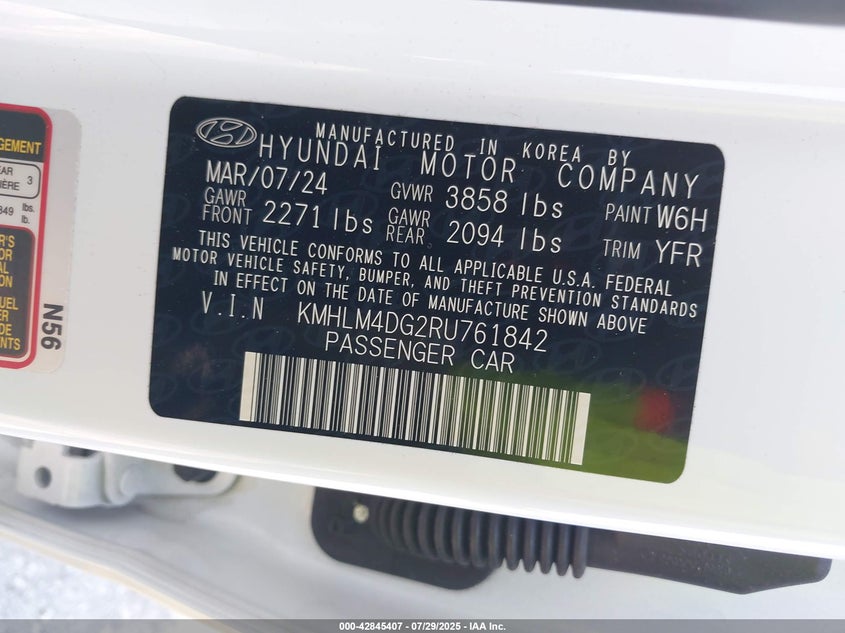 MANUFACTURED IN KOREA BY
HYUNDAI MOTOR COMPANY
MAR/07/24 GVWR 3858 lbs PAINT W6H
GAWR FRONT 2271 lbs GAWR REAR 2094 lbs TRIM YFR
THIS VEHICLE CONFORMS TO ALL APPLICABLE U.S.A. FEDERAL
MOTOR VEHICLE SAFETY, BUMPER, AND THEFT PREVENTION STANDARDS
IN EFFECT ON THE DATE OF MANUFACTURE SHOWN ABOVE
V.I.N KMHLM4DG2RU761842
PASSENGER CAR
3
lbs.
lb.
N56
000-42845407 - 07/29/2025 - IAA Inc.